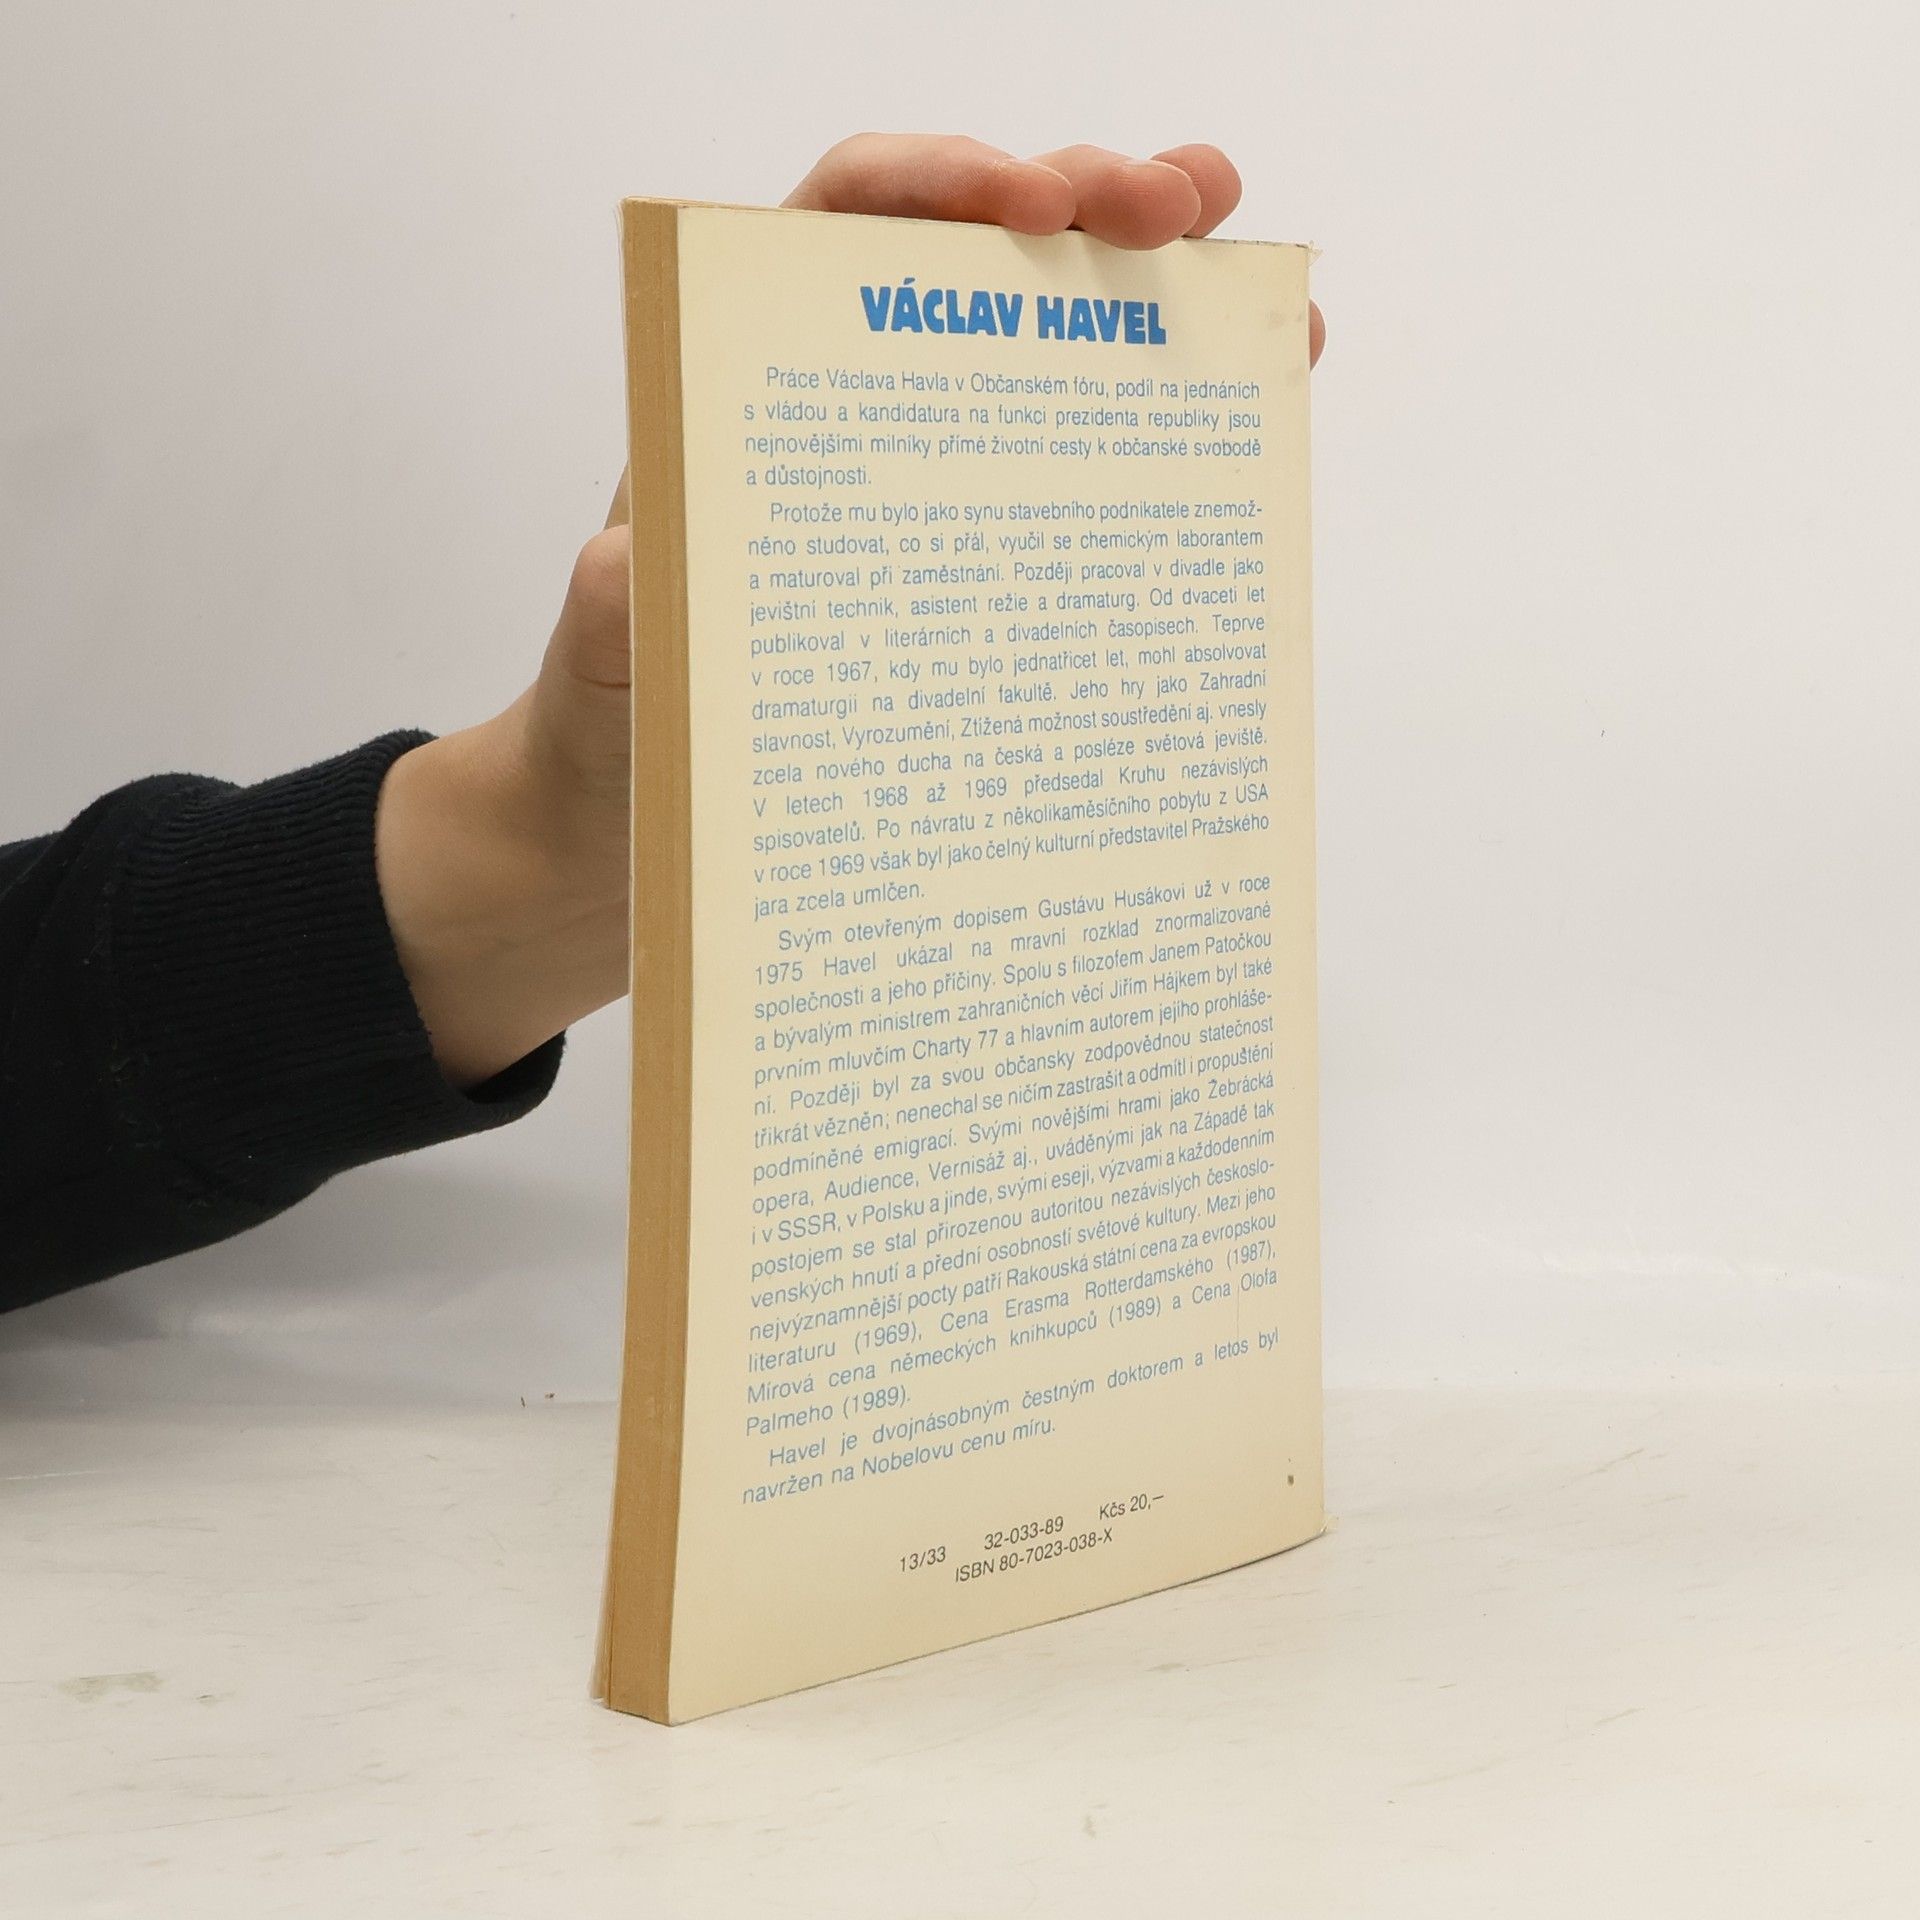 VÁCLAV HAVEL
Práce Václava Havla v Občanském fóru, podíl na jednáních
s vládou a kandidatura na funkci prezidenta republiky jsou
nejnovějšími milníky přímé životní cesty k občanské svobodě
a důstojnosti.
Protože mu bylo jako synu stavebního podnikatele znemož-
něno studovat, co si přál, vyučil se chemickým laborantem
a maturoval při zaměstnání. Později pracoval v divadle jako
jevištní technik, asistent režie a dramaturg. Od dvaceti let
publikoval v literárních a divadelních časopisech. Teprve
v roce 1967, kdy mu bylo jednatřicet let, mohl absolvovat
dramaturgii na divadelní fakultě. Jeho hry jako Zahradní
slavnost, Vyrozumění, Ztížená možnost soustředění aj. vnesly
zcela nového ducha na česká a posléze světová jeviště.
V letech 1968 až 1969 předsedal Kruhu nezávislých
spisovatelů. Po návratu z několikaměsíčního pobytu z USA
v roce 1969 však byl jako čelný kulturní představitel Pražského
jara zcela umlčen.
Svým otevřeným dopisem Gustávu Husákovi už v roce
1975 Havel ukázal na mravní rozklad znormalizované
společnosti a jeho příčiny. Spolu s filozofem Janem Patočkou
a bývalým ministrem zahraničních věcí Jiřím Hájkem byl také
prvním mluvčím Charty 77 a hlavním autorem jejího prohláše-
ní. Později byl za svou občansky zodpovědnou statečnost
třikrát vězněn; nenechal se ničím zastrašit a odmítl i propuštění
podmíněné emigrací. Svými novějšími hrami jako Žebrácká
opera, Audience, Vernisáž aj., uváděnými jak na Západě tak
i v SSSR, v Polsku a jinde, svými eseji, výzvami a každodenním
postojem se stal přirozenou autoritou nezávislých českoslo-
venských hnutí a přední osobností světové kultury. Mezi jeho
nejvýznamnější pocty patří Rakouská státní cena za evropskou
literaturu (1969), Cena Erasma Rotterdamského (1987),
Mírová cena německých knihkupců (1989) a Cena Olofa
Palmeho (1989).
Havel je dvojnásobným čestným doktorem a letos byl
navržen na Nobelovu cenu míru.
13/33 32-033-89 Kčs 20,—
ISBN 80-7023-038-X